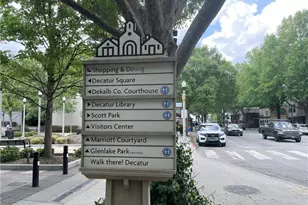 Shopping & Dining
Decatur Square
Dekalb Co. Courthouse
Decatur Library
Scott Park
Visitors Center
Marriott Courtyard
Glenlake Park
Walk there! Decatur